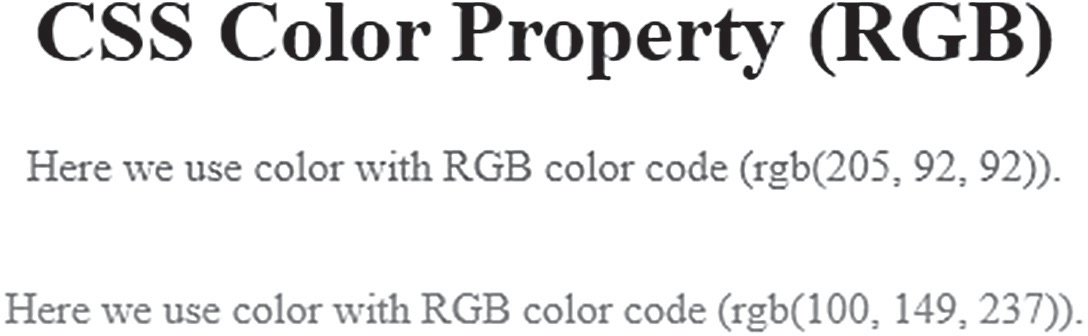 CSS Color Property (RGB)
Here we use color with RGB color code (rgb(205, 92, 92)).
Here we use color with RGB color code (rgb(100, 149, 237)).